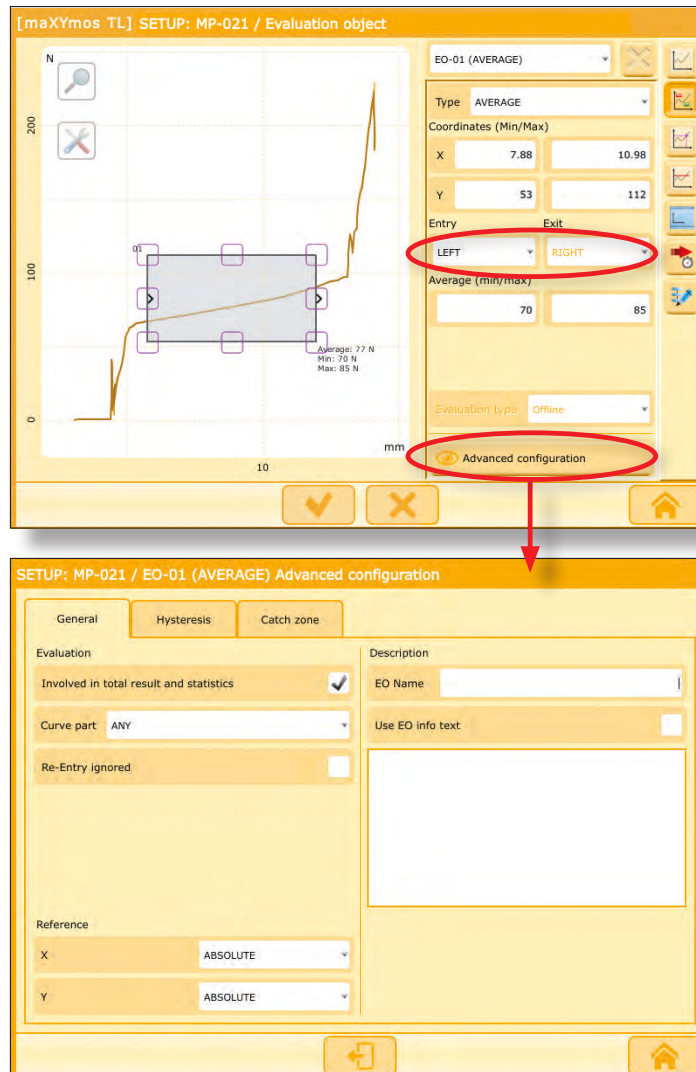 [maXYmos TL] SETUP: MP-021 / Evaluation object
N
200
100
0
10
mm
01
Average: 77 N
Min: 70 N
Max: 85 N
EO-01 (AVERAGE)
Type AVERAGE
Coordinates (Min/Max)
X 7.88 10.98
Y 53 112
Entry Exit
LEFT RIGHT
Average (min/max)
70 85
Evaluation type Offline
Advanced configuration
SETUP: MP-021 / EO-01 (AVERAGE) Advanced configuration
General Hysteresis Catch zone
Evaluation
Involved in total result and statistics
Curve part ANY
Re-Entry ignored
Reference
X ABSOLUTE
Y ABSOLUTE
Description
EO Name
Use EO info text